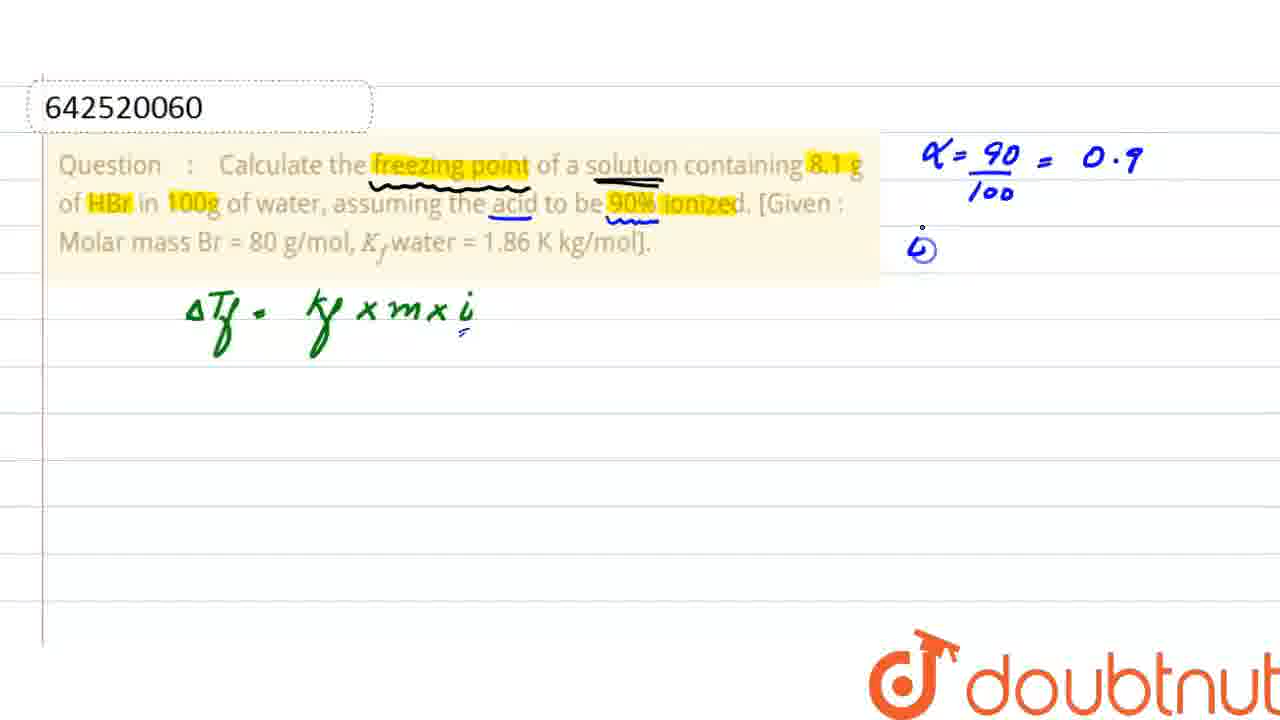 642520060
Question : Calculate the freezing point of a solution containing 8.1 g
of HBr in 100g of water, assuming the acid to be 90% ionized. [Given :
Molar mass Br = 80 g/mol, Kf water = 1.86 K kg/mol].
α = 90/100 = 0.9
i
ΔTf = Kf × m × i
doubtnut